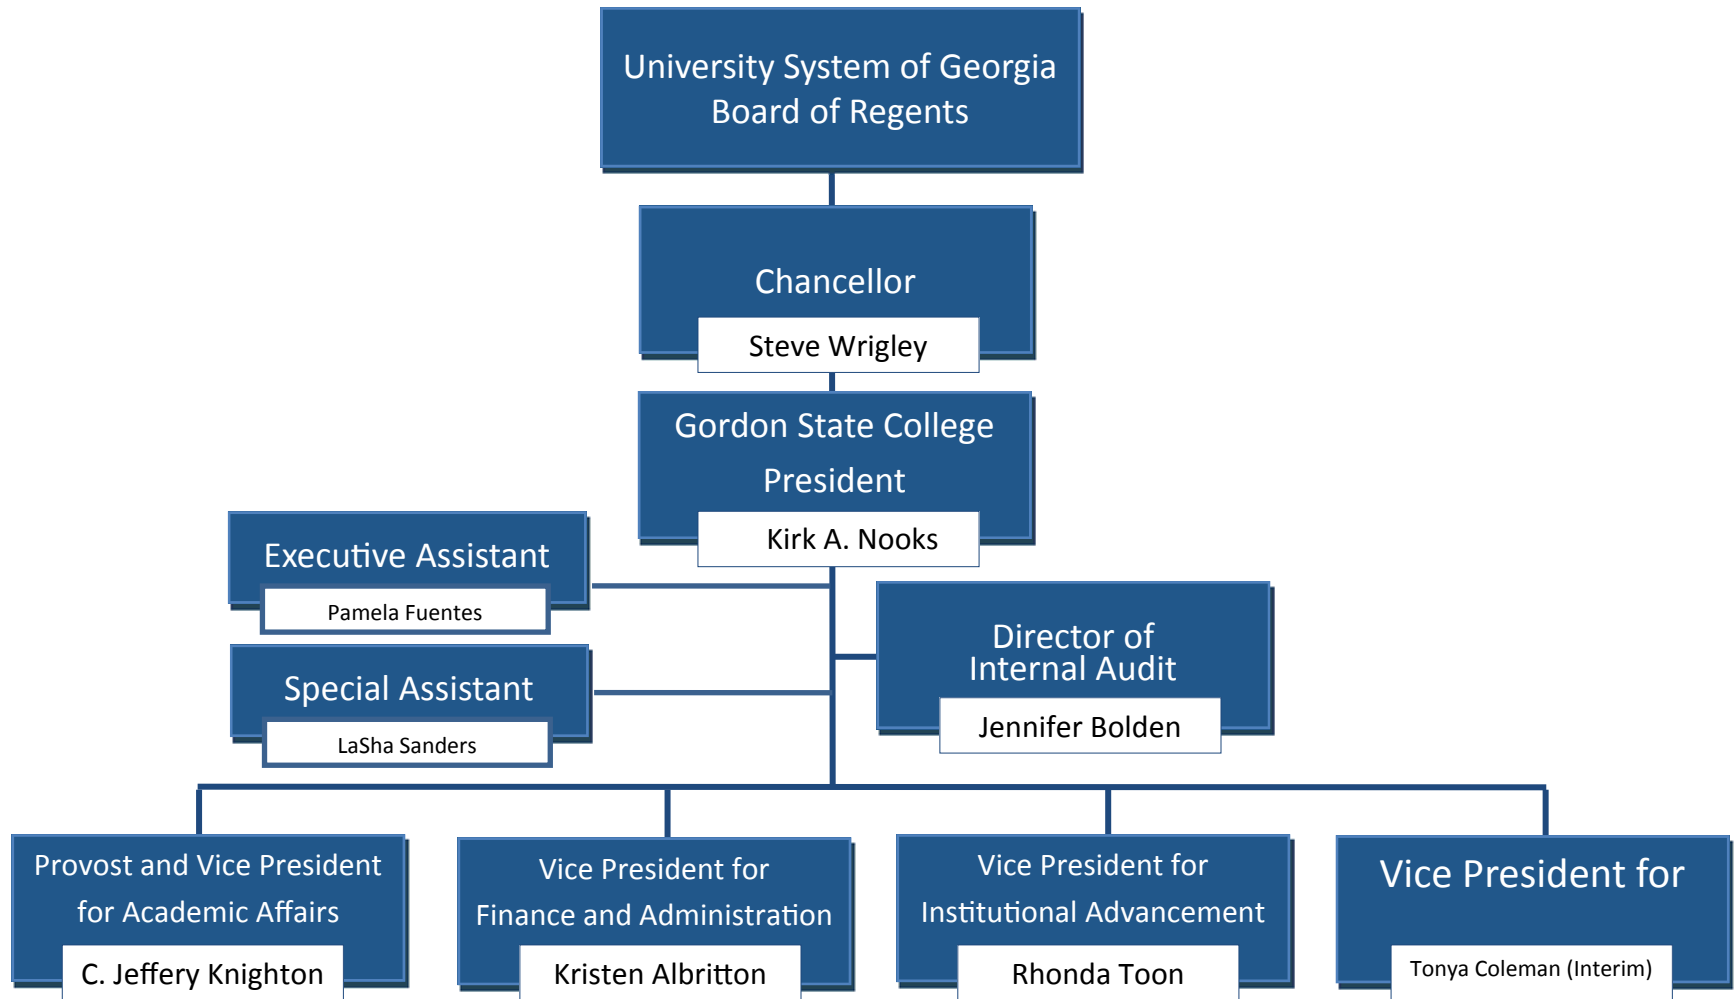 University System of Georgia
Board of Regents
Chancellor
Steve Wrigley
Gordon State College
President
Kirk A. Nooks
Executive Assistant
Pamela Fuentes
Director of
Internal Audit
Jennifer Bolden
Special Assistant
LaSha Sanders
Provost and Vice President
for Academic Affairs
C. Jeffery Knighton
Vice President for
Finance and Administration
Kristen Albritton
Vice President for
Institutional Advancement
Rhonda Toon
Vice President for
Tonya Coleman (Interim)